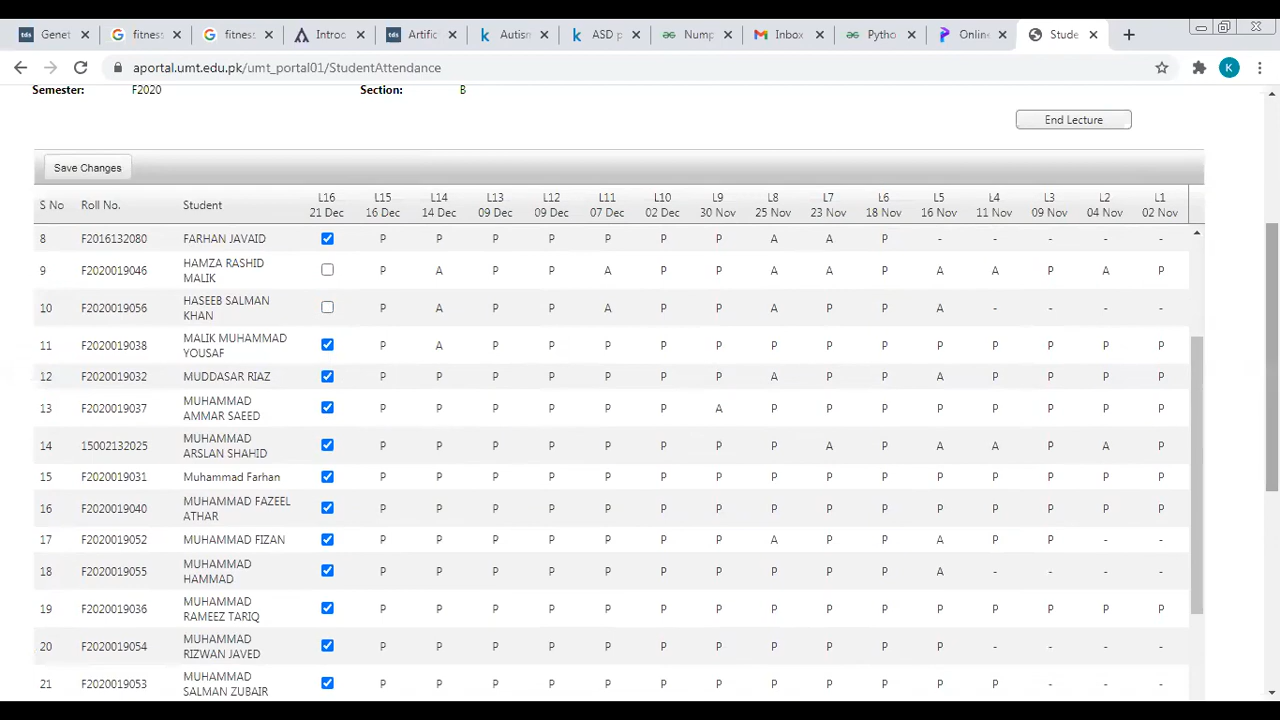 Genet
fitness
fitnes
Introc
Artific
Autis
ASD p
Nump
Inbox
Pytho
Onlin
Stude
aportal.umt.edu.pk/umt_portal01/StudentAttendance
K
Semester: F2020 Section: B
End Lecture
Save Changes
S No Roll No. Student L16 L15 L14 L13 L12 L11 L10 L9 L8 L7 L6 L5 L4 L3 L2 L1
21 Dec 16 Dec 14 Dec 09 Dec 09 Dec 07 Dec 02 Dec 30 Nov 25 Nov 23 Nov 18 Nov 16 Nov 11 Nov 09 Nov 04 Nov 02 Nov
8 F2016132080 FARHAN JAVAID P P P P P P P A A P - - - - -
9 F2020019046 HAMZA RASHID MALIK P A P P A P P A A P A A P A P
10 F2020019056 HASEEB SALMAN KHAN P A P P A P P A P P A - - - -
11 F2020019038 MALIK MUHAMMAD YOUSAF P A P P P P P P P P P P P P P
12 F2020019032 MUDDASAR RIAZ P P P P P P P A P P A P P P P
13 F2020019037 MUHAMMAD AMMAR SAEED P P P P P P A P P P P P P P P
14 15002132025 MUHAMMAD ARSLAN SHAHID P P P P P P P P A P A A P A P
15 F2020019031 Muhammad Farhan P P P P P P P P P P P P P P P
16 F2020019040 MUHAMMAD FAZEEL ATHAR P P P P P P P P P P P P P P P
17 F2020019052 MUHAMMAD FIZAN P P P P P P P A P P A P P - -
18 F2020019055 MUHAMMAD HAMMAD P P P P P P P P P P A - - - -
19 F2020019036 MUHAMMAD RAMEEZ TARIQ P P P P P P P P P P P P P P P
20 F2020019054 MUHAMMAD RIZWAN JAVED P P P P P P P P P P P - - - -
21 F2020019053 MUHAMMAD SALMAN ZUBAIR P P P P P P P P P P P P - - -